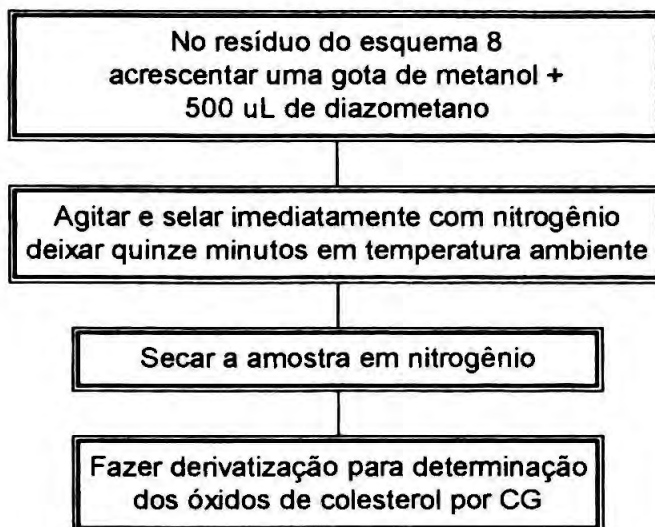 No resíduo do esquema 8
acrescentar uma gota de metanol +
500 uL de diazometano
Agitar e selar imediatamente com nitrogênio
deixar quinze minutos em temperatura ambiente
Secar a amostra em nitrogênio
Fazer derivatização para determinação
dos óxidos de colesterol por CG